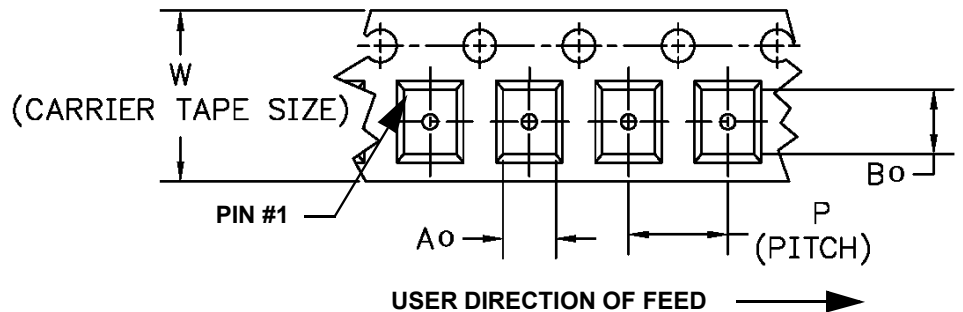 W
(CARRIER TAPE SIZE)
PIN #1
Ao
Bo
P
(PITCH)
USER DIRECTION OF FEED